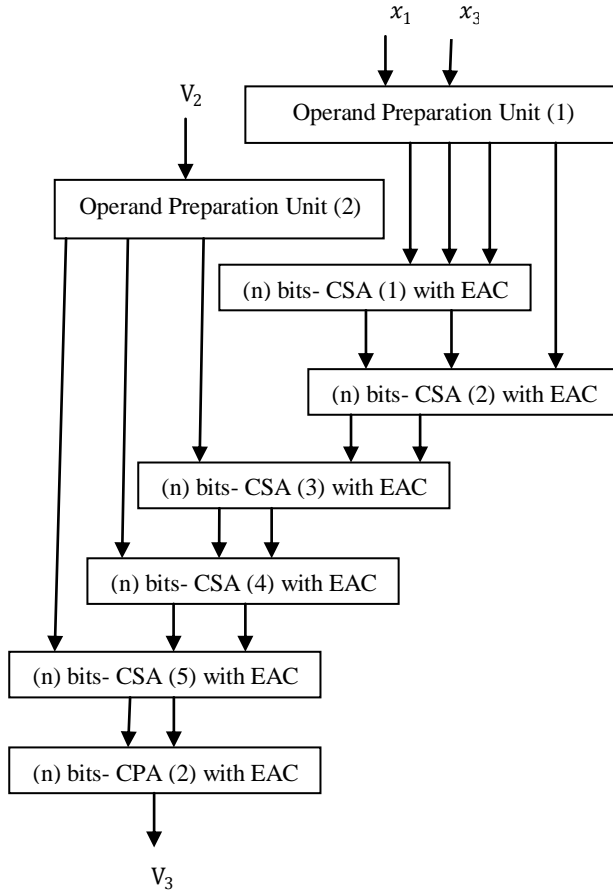 x₁ x₃
V₂
Operand Preparation Unit (1)
Operand Preparation Unit (2)
(n) bits- CSA (1) with EAC
(n) bits- CSA (2) with EAC
(n) bits- CSA (3) with EAC
(n) bits- CSA (4) with EAC
(n) bits- CSA (5) with EAC
(n) bits- CPA (2) with EAC
V₃